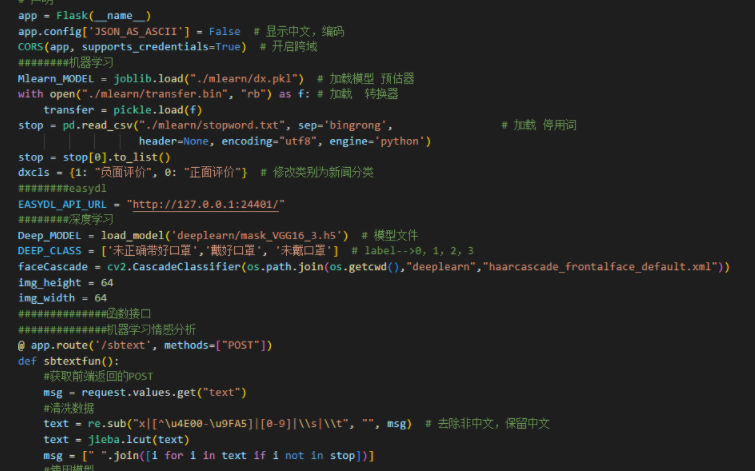 # 声明
app = Flask(__name__)
app.config['JSON_AS_ASCII'] = False  # 显示中文，编码
CORS(app, supports_credentials=True)  # 开启跨域
########机器学习
Mlearn_MODEL = joblib.load("./mlearn/dx.pkl")  # 加载模型 预估器
with open("./mlearn/transfer.bin", "rb") as f: # 加载  转换器
    transfer = pickle.load(f)
stop = pd.read_csv("./mlearn/stopword.txt", sep='bingrong',                # 加载 停用词
                   header=None, encoding="utf8", engine='python')
stop = stop[0].to_list()
dxcls = {1: "负面评价", 0: "正面评价"}  # 修改类别为新闻分类
########easydl
EASYDL_API_URL = "http://127.0.0.1:24401/"
########深度学习
Deep_MODEL = load_model('deeplearn/mask_VGG16_3.h5')  # 模型文件
DEEP_CLASS = ['未正确带好口罩','戴好口罩', '未戴口罩']  # label-->0, 1, 2, 3
faceCascade = cv2.CascadeClassifier(os.path.join(os.getcwd(),"deeplearn","haarcascade_frontalface_default.xml"))
img_height = 64
img_width = 64
##############函数接口
##############机器学习情感分析
@ app.route('/sbtext', methods=["POST"])
def sbtextfun():
    #获取前端返回的POST
    msg = request.values.get("text")
    #清洗数据
    text = re.sub("x|[^\u4E00-\u9FA5]|[0-9]|\\s|\\t", "", msg)  # 去除非中文，保留中文
    text = jieba.lcut(text)
    msg = [" ".join([i for i in text if i not in stop])]
    #使用模型